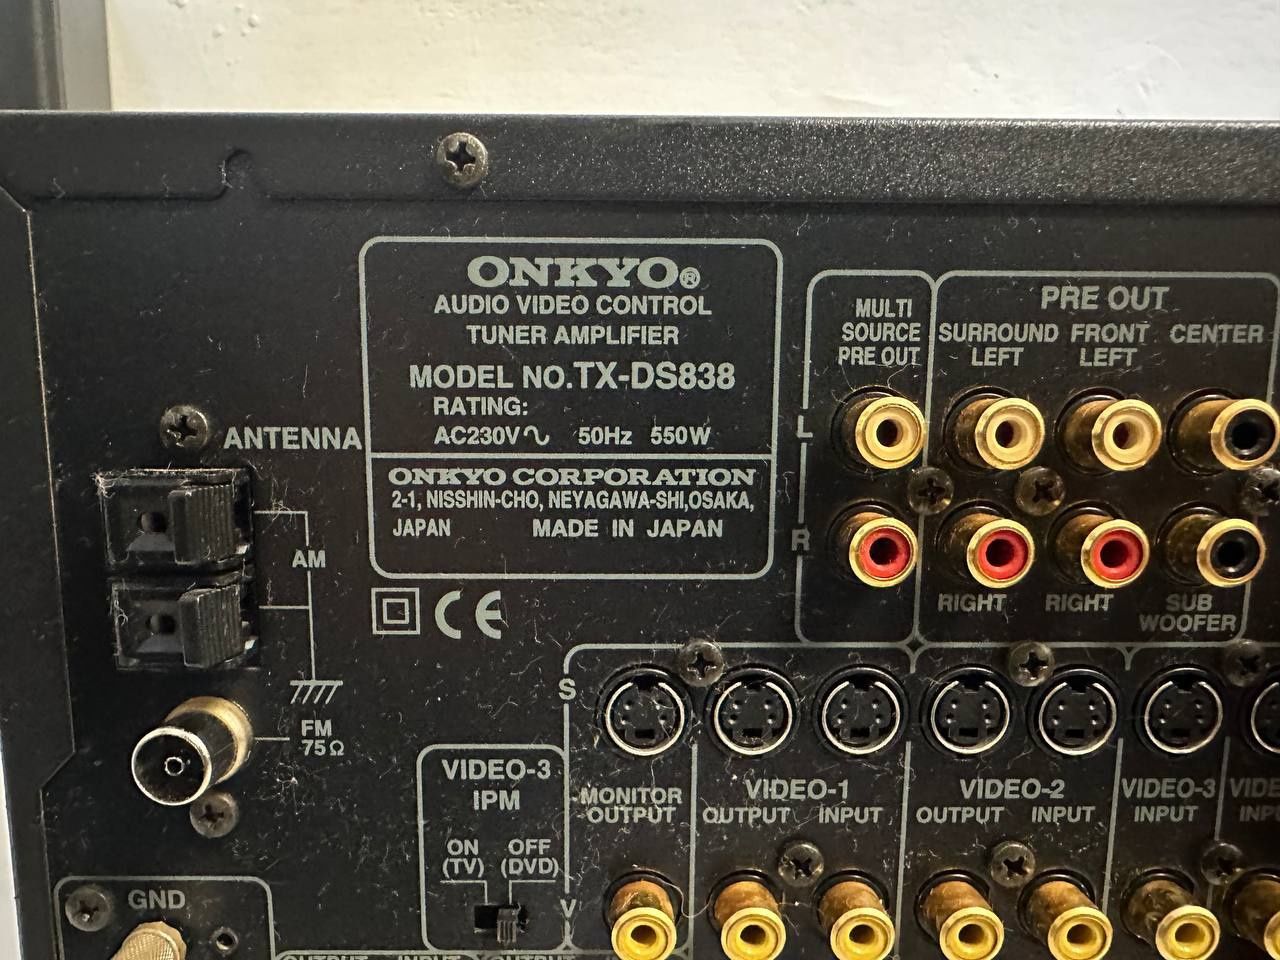 ONKYO®
AUDIO VIDEO CONTROL
TUNER AMPLIFIER
MODEL NO.TX-DS838
RATING:
AC230V∿ 50Hz 550W
ONKYO CORPORATION
2-1, NISSHIN-CHO, NEYAGAWA-SHI,OSAKA,
JAPAN MADE IN JAPAN
CE
ANTENNA
AM
FM
75Ω
GND
MULTI
SOURCE
PRE OUT
L
R
PRE OUT
SURROUND FRONT CENTER
LEFT LEFT
RIGHT RIGHT SUB
WOOFER
VIDEO-3
IPM
ON OFF
(TV) (DVD)
S
V
MONITOR
OUTPUT
VIDEO-1
OUTPUT INPUT
VIDEO-2
OUTPUT INPUT
VIDEO-3
INPUT
OUTPUT INPUT OUTPUT